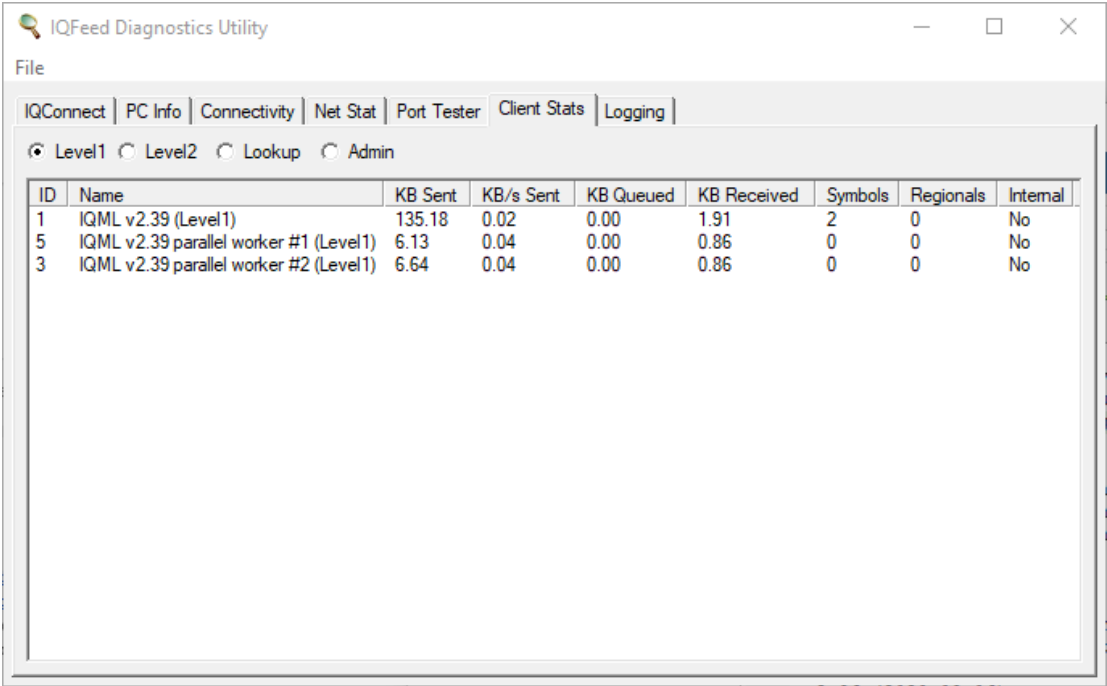 IQFeed Diagnostics Utility
File
IQConnect PC Info Connectivity Net Stat Port Tester Client Stats Logging
Level1 Level2 Lookup Admin
ID Name KB Sent KB/s Sent KB Queued KB Received Symbols Regionals Internal
1 IQML v2.39 (Level1) 135.18 0.02 0.00 1.91 2 0 No
5 IQML v2.39 parallel worker #1 (Level1) 6.13 0.04 0.00 0.86 0 0 No
3 IQML v2.39 parallel worker #2 (Level1) 6.64 0.04 0.00 0.86 0 0 No